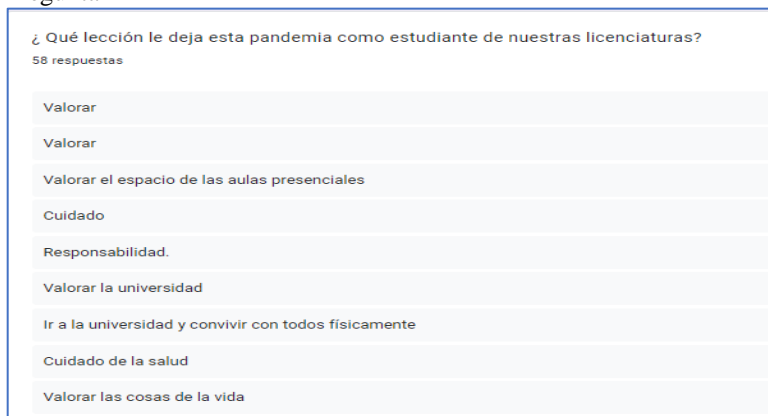 ¿ Qué lección le deja esta pandemia como estudiante de nuestras licenciaturas?
58 respuestas
Valorar
Valorar
Valorar el espacio de las aulas presenciales
Cuidado
Responsabilidad.
Valorar la universidad
Ir a la universidad y convivir con todos físicamente
Cuidado de la salud
Valorar las cosas de la vida